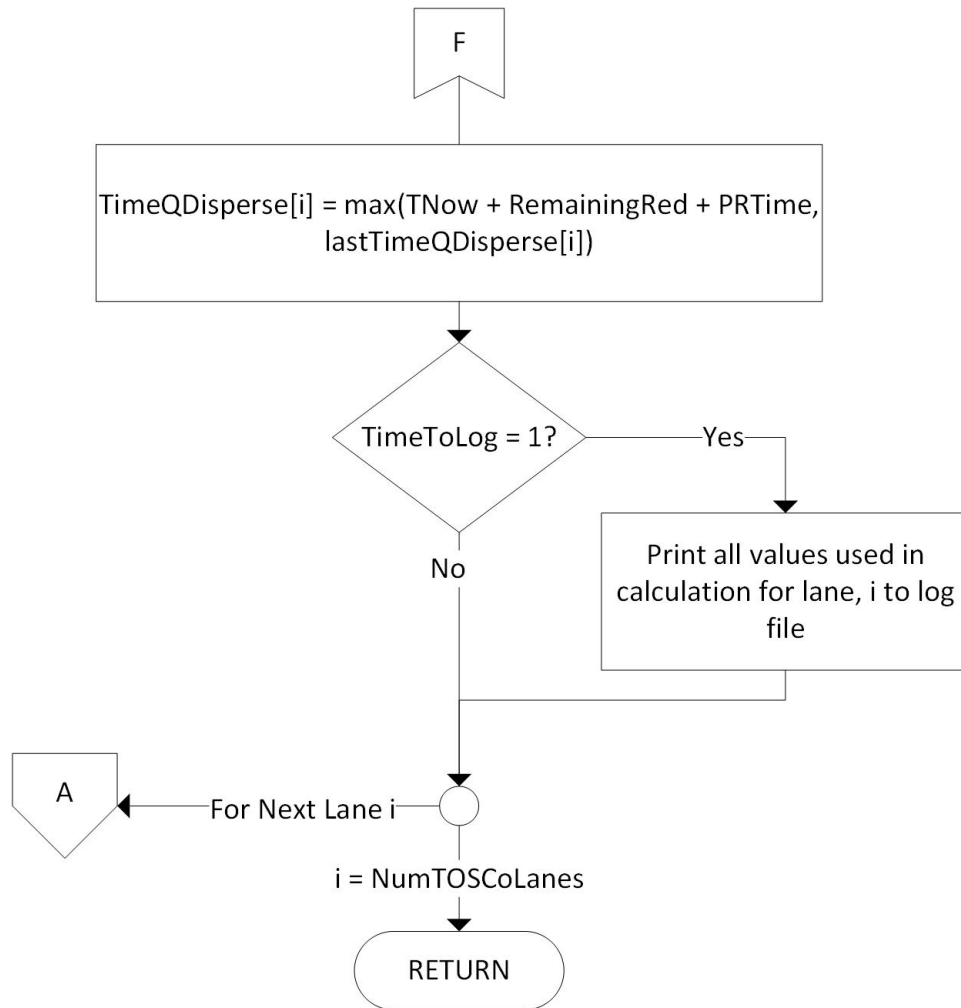 F
TimeQDisperse[i] = max(TNow + RemainingRed + PRTime,
lastTimeQDisperse[i])
TimeToLog = 1?
Yes
Print all values used in
calculation for lane, i to log
file
No
A
For Next Lane i
i = NumTOSCoLanes
RETURN